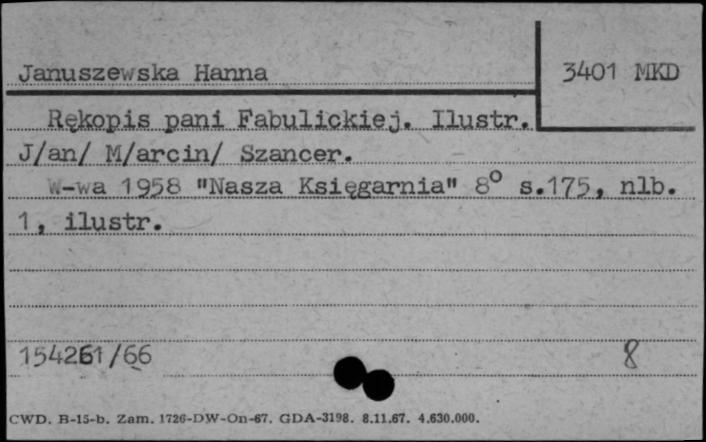 Januszewska Hanna
3401 MKD
Rękopis pani Fabulickiej. Ilustr.
J/an/ M/arcin/ Szancer.
W-wa 1958 "Nasza Księgarnia" 8° s.175, nlb.
1, ilustr.
154261/66
8
CWD. B-15-b. Zam. 1726-DW-On-67. GDA-3198. 8.11.67. 4.630.000.